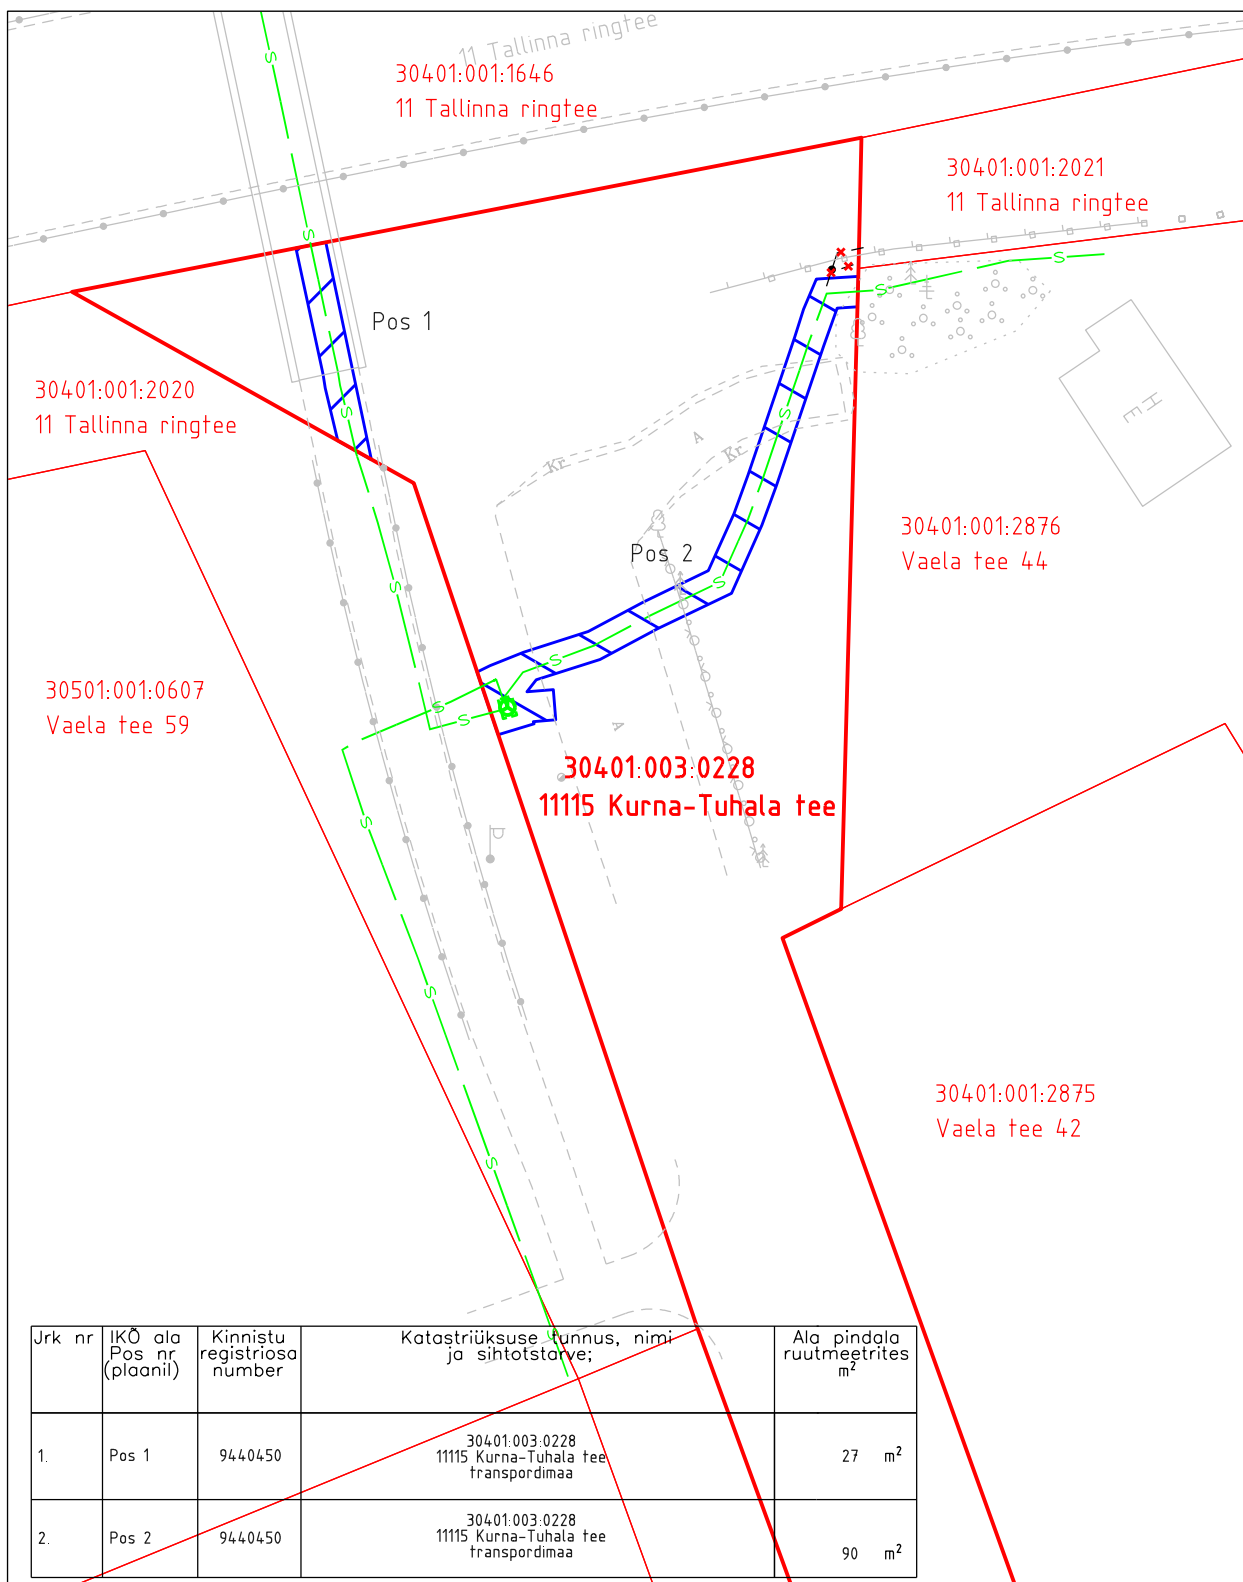 11 Tallinna ringtee
30401:001:1646
11 Tallinna ringtee
30401:001:2021
11 Tallinna ringtee
S
S
S
Pos 1
30401:001:2020
11 Tallinna ringtee
S
S
S
S
HE
A
Kr
Kr
30401:001:2876
Vaela tee 44
Pos 2
S
S
S
30501:001:0607
Vaela tee 59
S
S
A
30401:003:0228
11115 Kurna-Tuhala tee
S
P
S
30401:001:2875
Vaela tee 42
S
S
Jrk nr
IKÕ ala
Pos nr
(plaanil)
Kinnistu
registriosa
number
Katastriüksuse tunnus, nimi
ja sihtotstarve;
Ala pindala
ruutmeetrites
m²
1.
Pos 1
9440450
30401:003:0228
11115 Kurna-Tuhala tee
transpordimaa
27 m²
2.
Pos 2
9440450
30401:003:0228
11115 Kurna-Tuhala tee
transpordimaa
90 m²